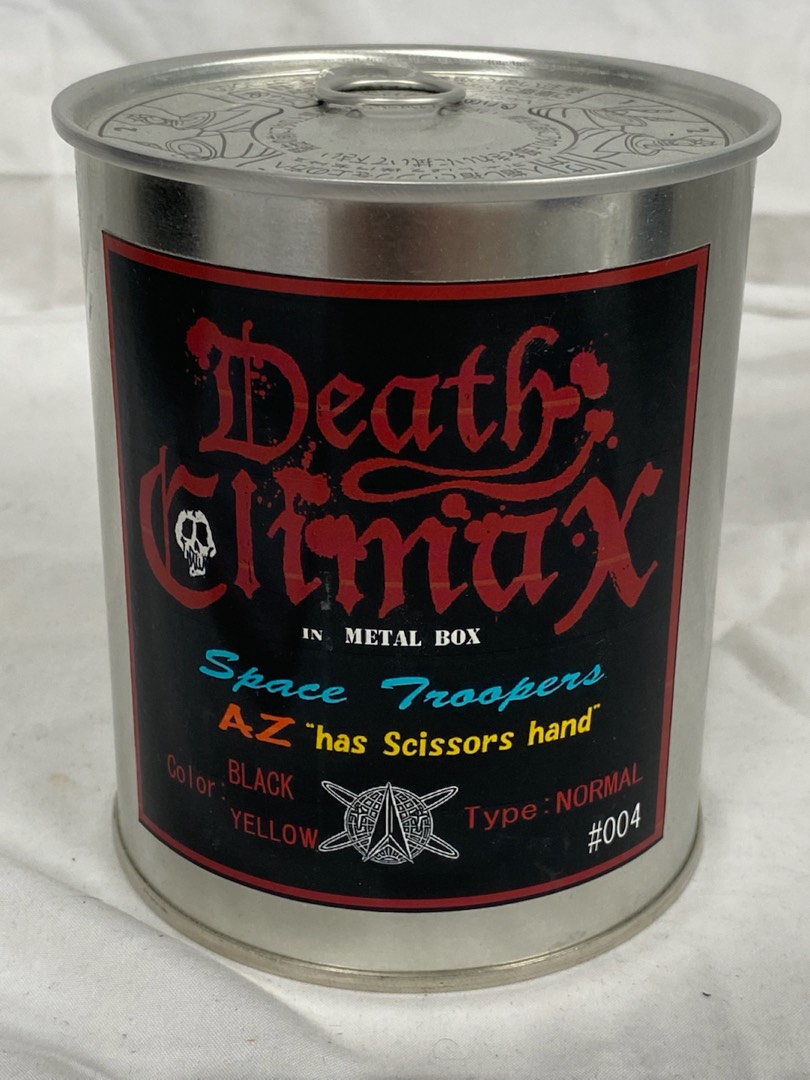 Death
Climax
IN METAL BOX
Space Troopers
AZ "has Scissors hand"
Color: BLACK
YELLOW
Type: NORMAL
#004